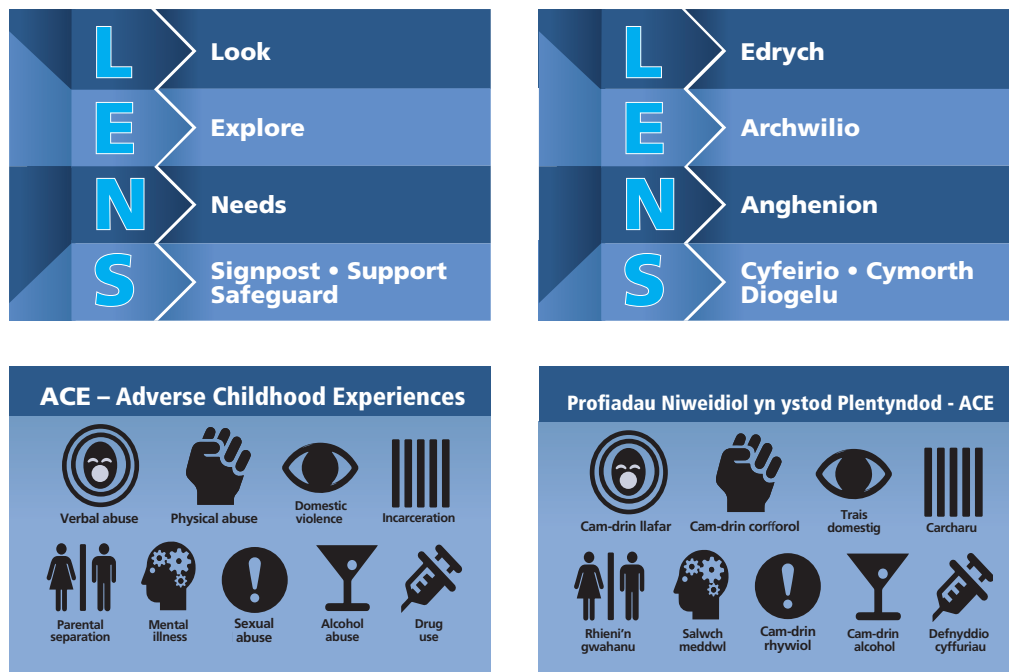 L Look
E Explore
N Needs
S Signpost • Support
Safeguard
L Edrych
E Archwilio
N Anghenion
S Cyfeirio • Cymorth
Diogelu
ACE – Adverse Childhood Experiences
Verbal abuse
Physical abuse
Domestic
violence
Incarceration
Parental
separation
Mental
illness
Sexual
abuse
Alcohol
abuse
Drug
use
Profiadau Niweidiol yn ystod Plentyndod - ACE
Cam-drin llafar
Cam-drin corfforol
Trais
domestig
Carcharu
Rhieni'n
gwahanu
Salwch
meddwl
Cam-drin
rhywiol
Cam-drin
alcohol
Defnyddio
cyffuriau